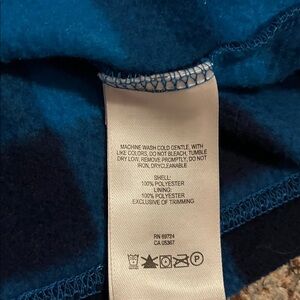 MACHINE WASH COLD GENTLE, WITH
LIKE COLORS, DO NOT BLEACH, TUMBLE
DRY LOW, REMOVE PROMPTLY, DO NOT
IRON, DRYCLEANABLE
SHELL:
100% POLYESTER
LINING:
100% POLYESTER
EXCLUSIVE OF TRIMMING
RN 69724
CA 05367
P